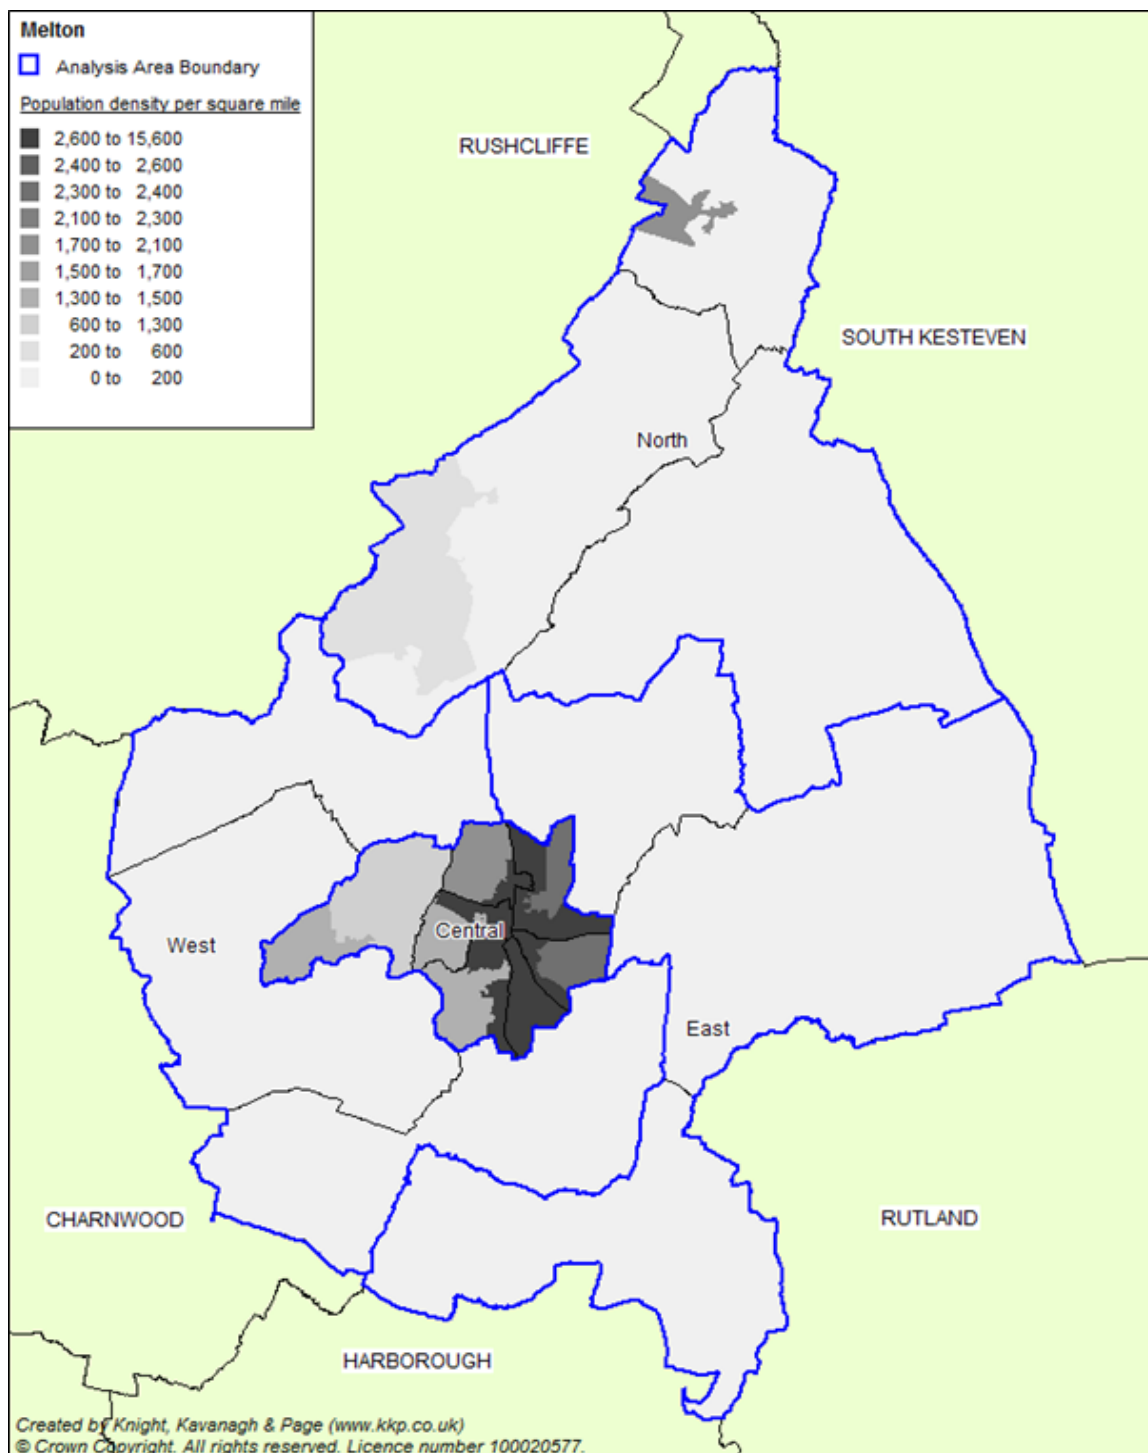 Melton
Analysis Area Boundary
Population density per square mile
2,600 to 15,600
2,400 to 2,600
2,300 to 2,400
2,100 to 2,300
1,700 to 2,100
1,500 to 1,700
1,300 to 1,500
600 to 1,300
200 to 600
0 to 200
RUSHCLIFFE
SOUTH KESTEVEN
North
Central
West
East
CHARNWOOD
RUTLAND
HARBOROUGH
Created by Knight, Kavanagh & Page (www.kkp.co.uk)
© Crown Copyright. All rights reserved. Licence number 100020577.